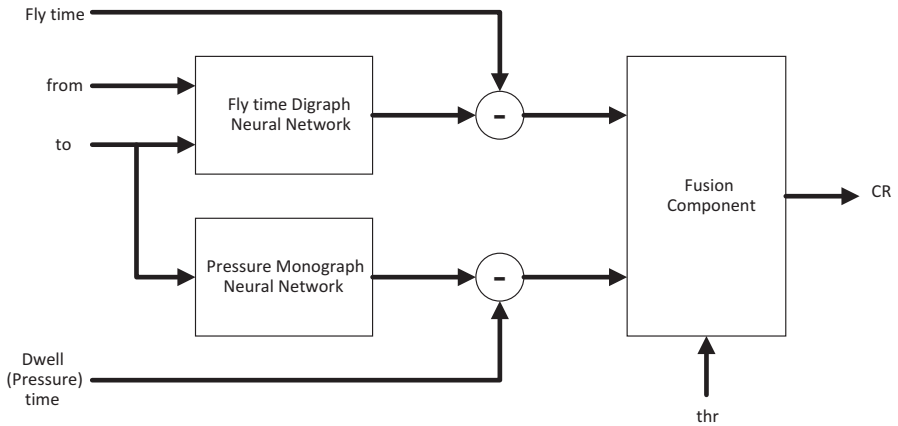 Fly time
from
to
Fly time Digraph
Neural Network
-
Fusion
Component
CR
Pressure Monograph
Neural Network
-
Dwell
(Pressure)
time
thr